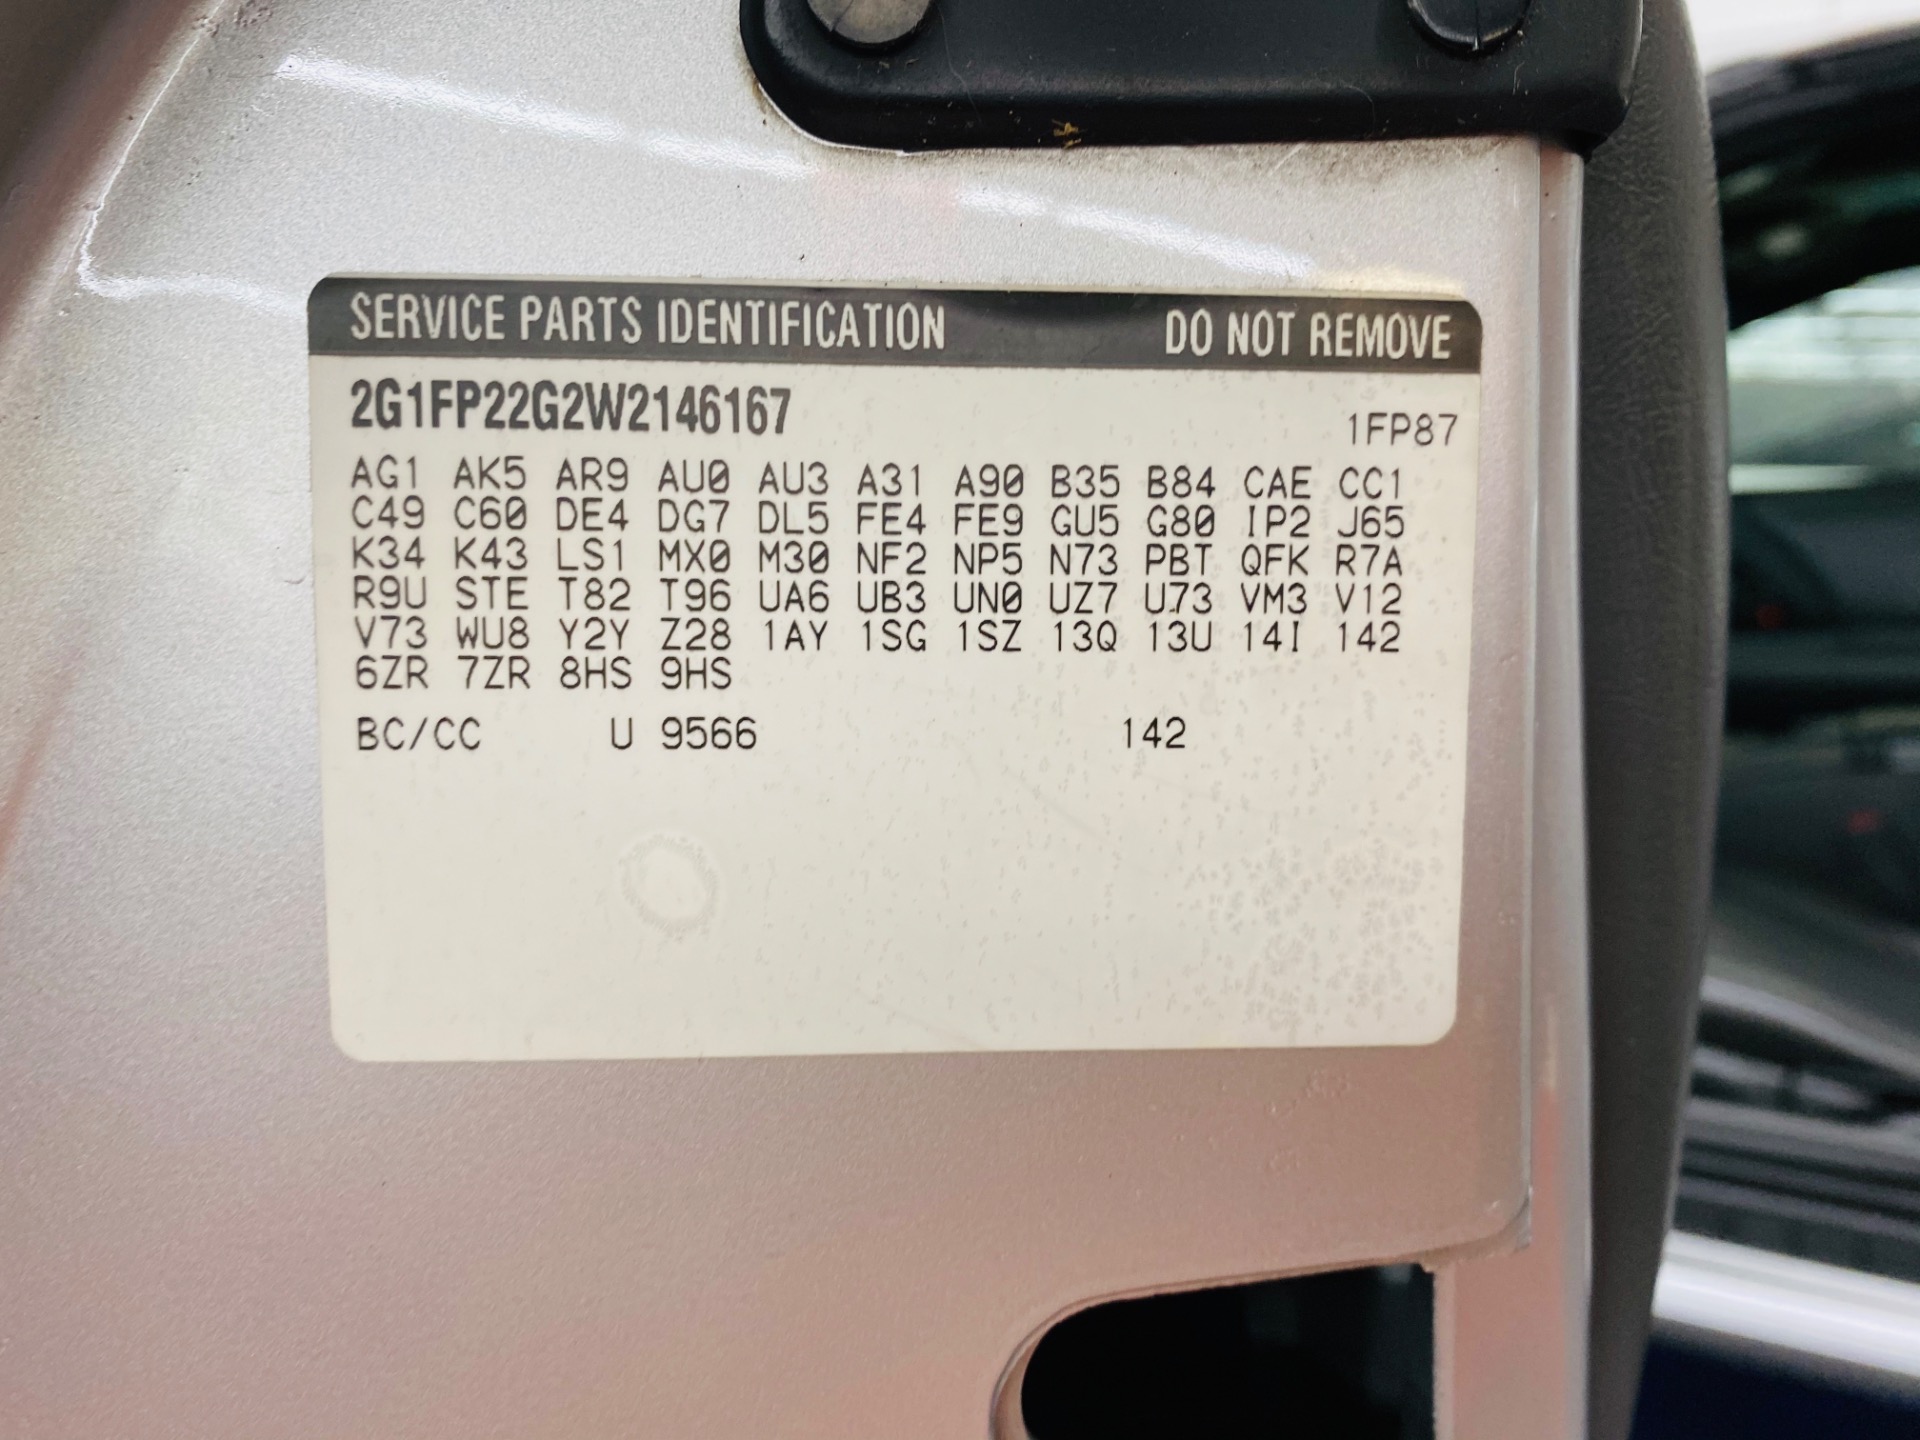 SERVICE PARTS IDENTIFICATION DO NOT REMOVE
2G1FP22G2W2146167 1FP87
AG1 AK5 AR9 AU0 AU3 A31 A90 B35 B84 CAE CC1
C49 C60 DE4 DG7 DL5 FE4 FE9 GU5 G80 IP2 J65
K34 K43 LS1 MX0 M30 NF2 NP5 N73 PBT QFK R7A
R9U STE T82 T96 UA6 UB3 UN0 UZ7 U73 VM3 V12
V73 WU8 Y2Y Z28 1AY 1SG 1SZ 13Q 13U 14I 142
6ZR 7ZR 8HS 9HS
BC/CC U 9566 142